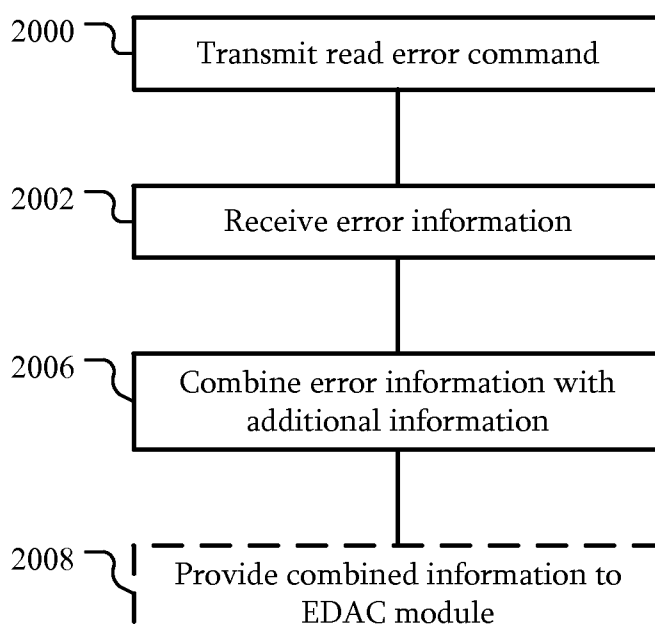 2000
Transmit read error command
2002
Receive error information
2006
Combine error information with
additional information
2008
Provide combined information to
EDAC module